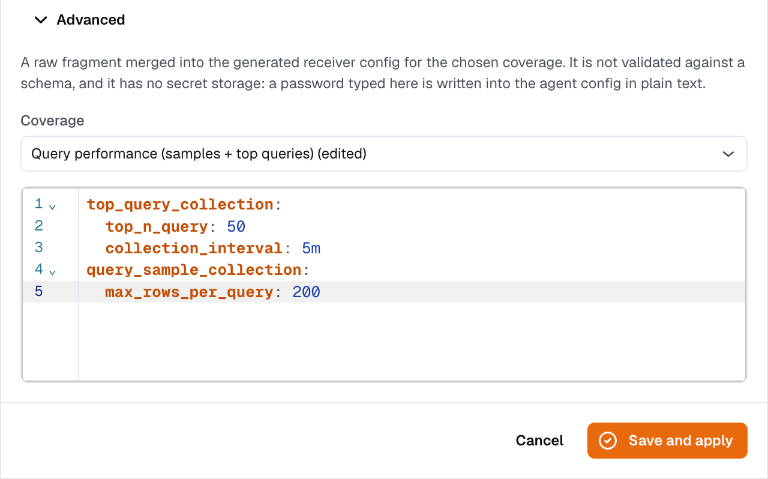 Advanced
A raw fragment merged into the generated receiver config for the chosen coverage. It is not validated against a
schema, and it has no secret storage: a password typed here is written into the agent config in plain text.
Coverage
Query performance (samples + top queries) (edited)
1 top_query_collection:
2   top_n_query: 50
3   collection_interval: 5m
4 query_sample_collection:
5   max_rows_per_query: 200
Cancel
Save and apply